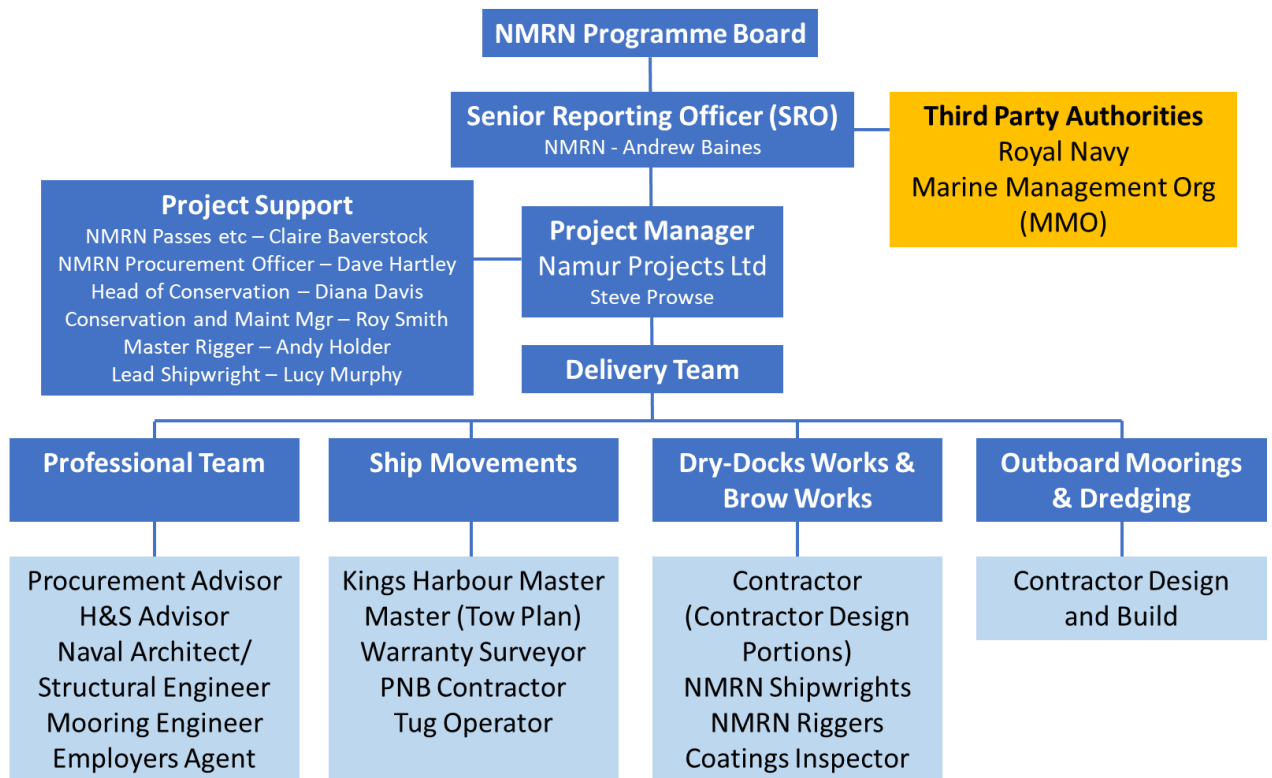 NMRN Programme Board
Senior Reporting Officer (SRO)
NMRN - Andrew Baines
Third Party Authorities
Royal Navy
Marine Management Org
(MMO)
Project Support
NMRN Passes etc – Claire Baverstock
NMRN Procurement Officer – Dave Hartley
Head of Conservation – Diana Davis
Conservation and Maint Mgr – Roy Smith
Master Rigger – Andy Holder
Lead Shipwright – Lucy Murphy
Project Manager
Namur Projects Ltd
Steve Prowse
Delivery Team
Professional Team
Ship Movements
Dry-Docks Works &
Brow Works
Outboard Moorings
& Dredging
Procurement Advisor
H&S Advisor
Naval Architect/
Structural Engineer
Mooring Engineer
Employers Agent
Kings Harbour Master
Master (Tow Plan)
Warranty Surveyor
PNB Contractor
Tug Operator
Contractor
(Contractor Design
Portions)
NMRN Shipwrights
NMRN Riggers
Coatings Inspector
Contractor Design
and Build